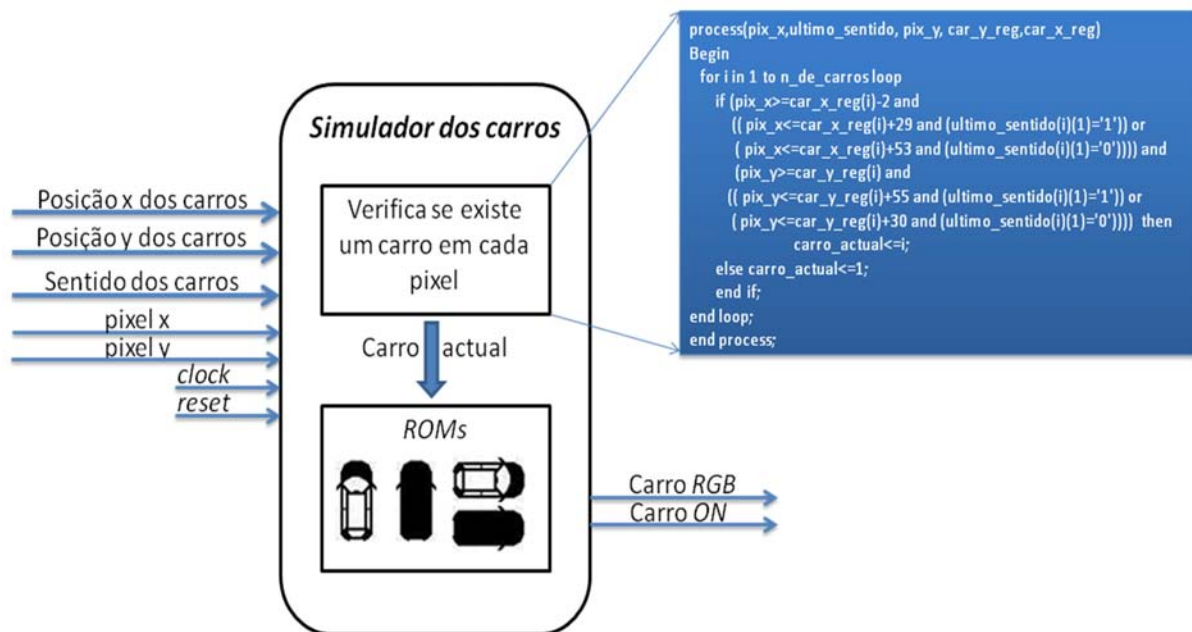 Simulador dos carros
Verifica se existe
um carro em cada
pixel
Carro actual
ROMs
Posição x dos carros
Posição y dos carros
Sentido dos carros
pixel x
pixel y
clock
reset
Carro RGB
Carro ON
process(pix_x,ultimo_sentido, pix_y, car_y_reg,car_x_reg)
Begin
for i in 1 to n_de_carros loop
if (pix_x>=car_x_reg(i)-2 and
(( pix_x<=car_x_reg(i)+29 and (ultimo_sentido(i)(1)='1')) or
( pix_x<=car_x_reg(i)+53 and (ultimo_sentido(i)(1)='0')))) and
(pix_y>=car_y_reg(i) and
(( pix_y<=car_y_reg(i)+55 and (ultimo_sentido(i)(1)='1')) or
( pix_y<=car_y_reg(i)+30 and (ultimo_sentido(i)(1)='0')))) then
carro_actual<=i;
else carro_actual<=1;
end if;
end loop;
end process;